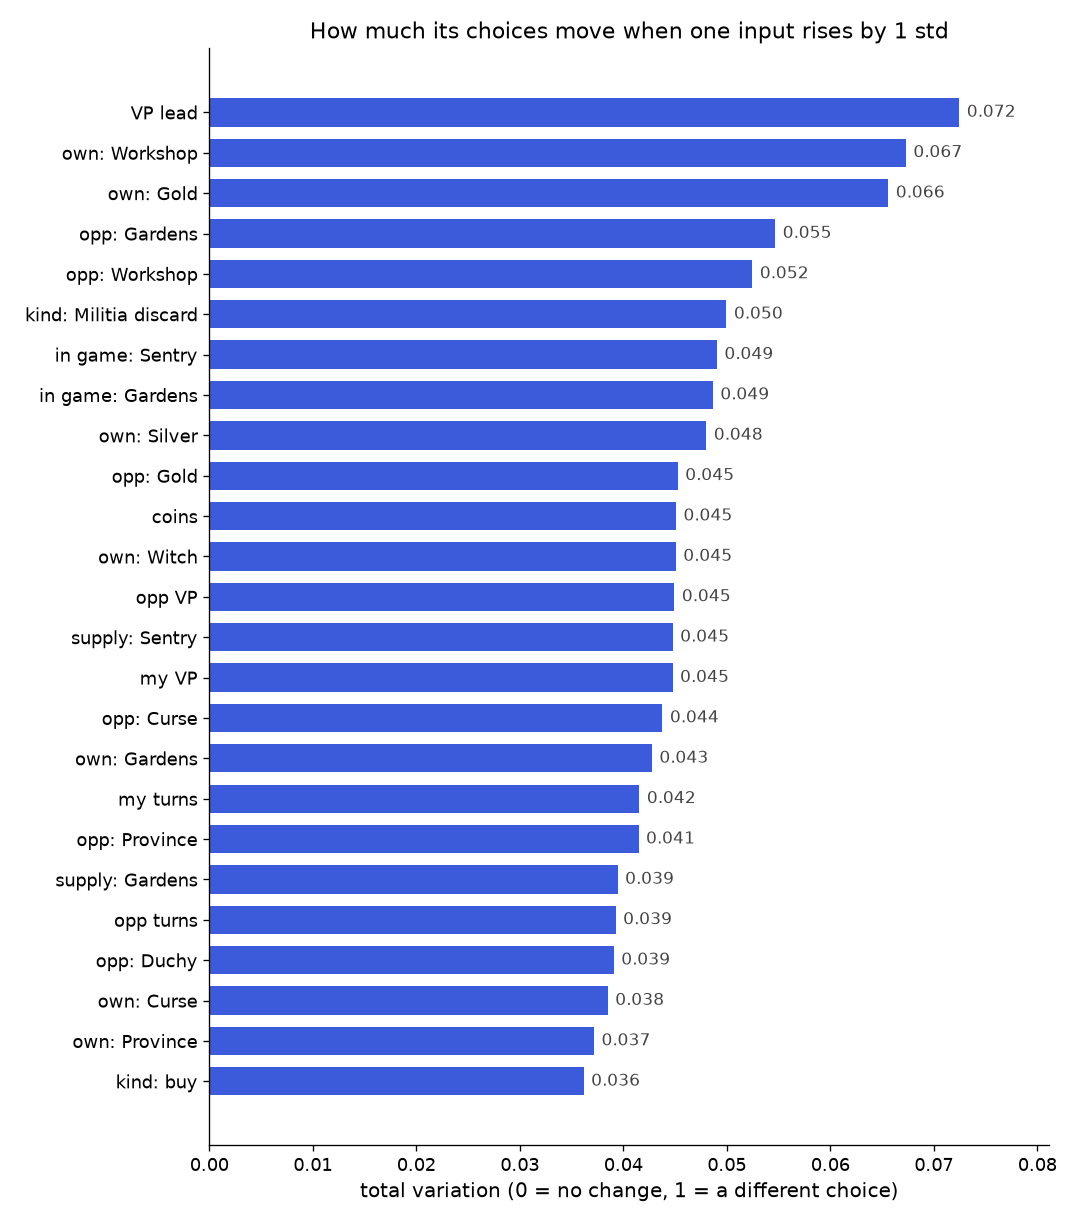 How much its choices move when one input rises by 1 std
VP lead 0.072
own: Workshop 0.067
own: Gold 0.066
opp: Gardens 0.055
opp: Workshop 0.052
kind: Militia discard 0.050
in game: Sentry 0.049
in game: Gardens 0.049
own: Silver 0.048
opp: Gold 0.045
coins 0.045
own: Witch 0.045
opp VP 0.045
supply: Sentry 0.045
my VP 0.045
opp: Curse 0.044
own: Gardens 0.043
my turns 0.042
opp: Province 0.041
supply: Gardens 0.039
opp turns 0.039
opp: Duchy 0.039
own: Curse 0.038
own: Province 0.037
kind: buy 0.036
0.00 0.01 0.02 0.03 0.04 0.05 0.06 0.07 0.08
total variation (0 = no change, 1 = a different choice)